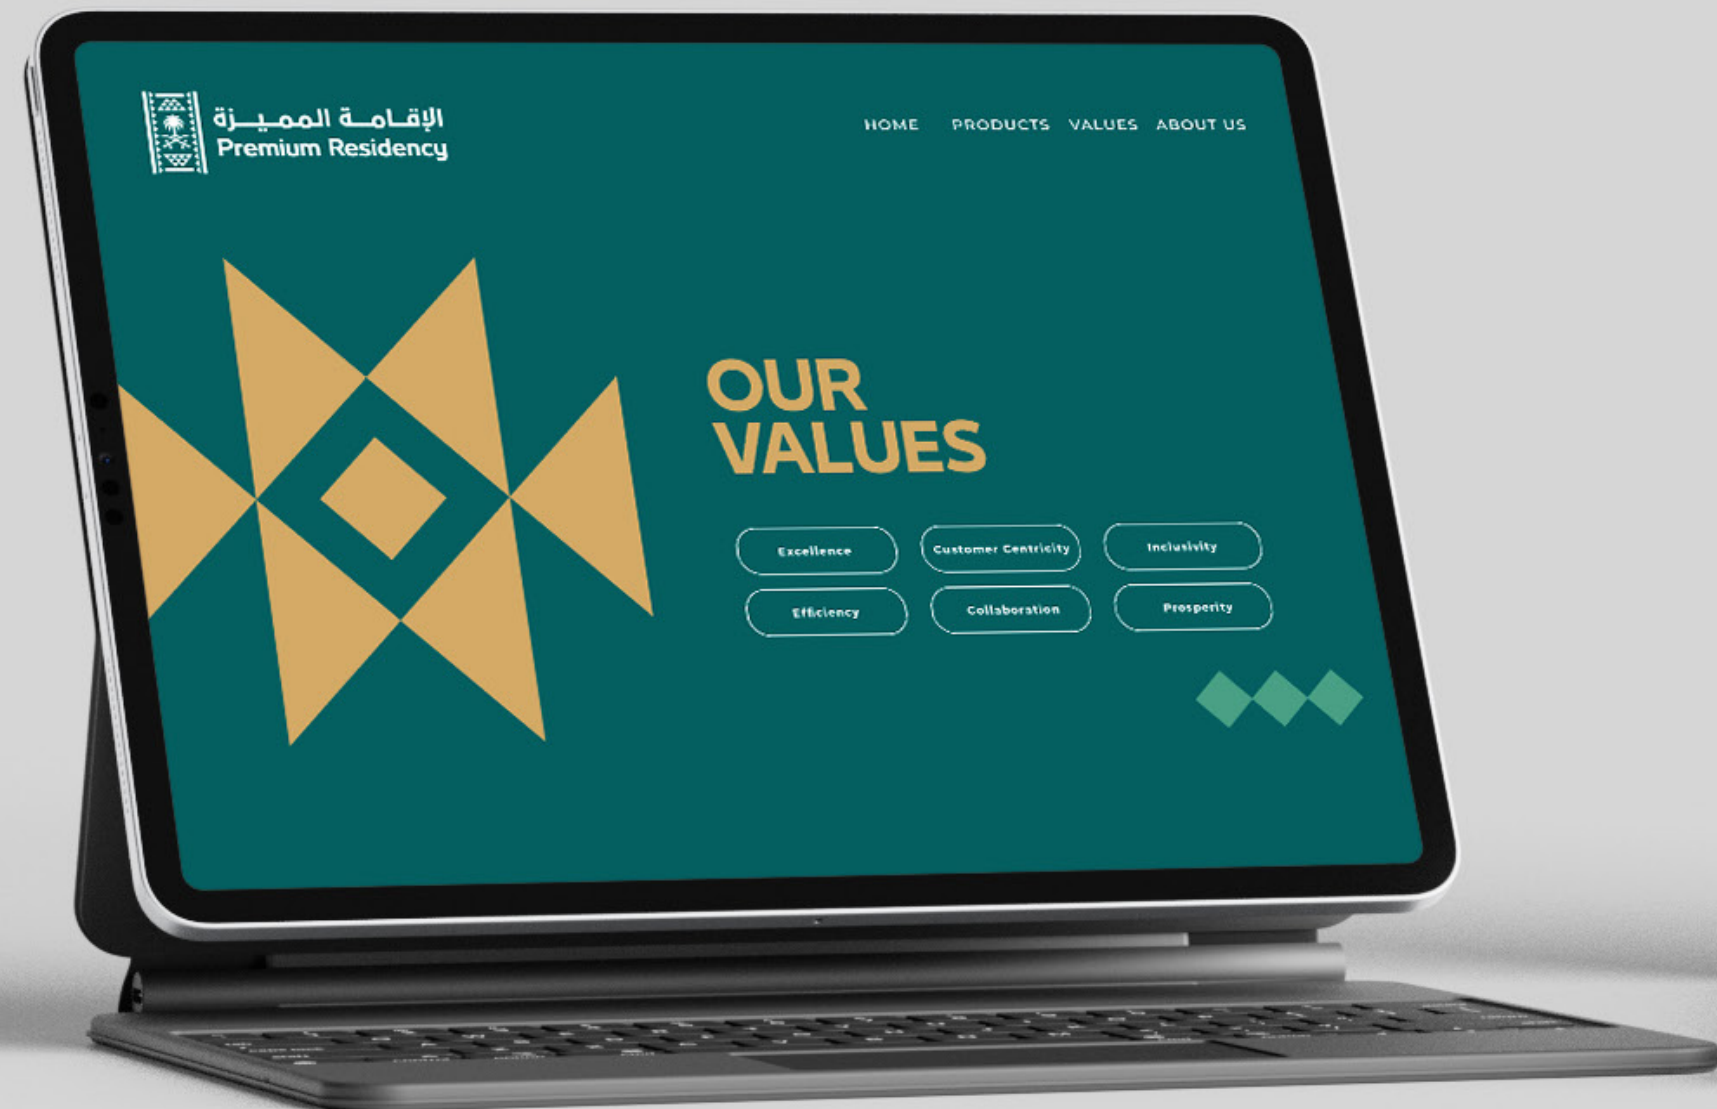 الإقامة المميزة
Premium Residency
HOME PRODUCTS VALUES ABOUT US
OUR
VALUES
Excellence Customer Centricity Inclusivity
Efficiency Collaboration Prosperity